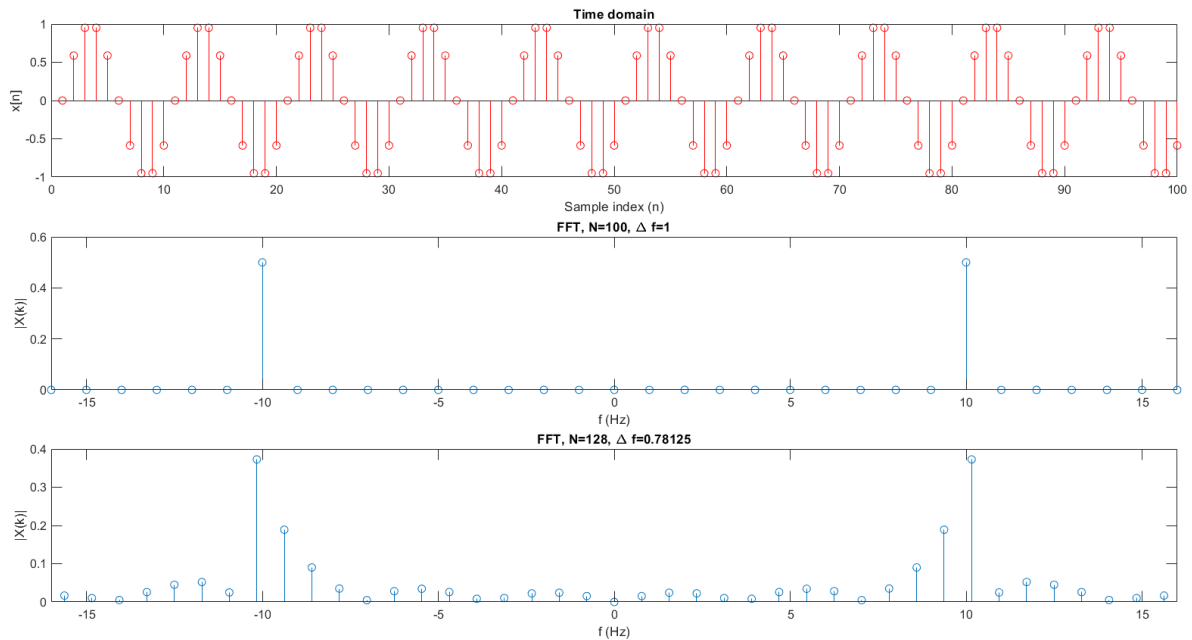 Time domain
1
0.5
0
-0.5
-1
x[n]
0 10 20 30 40 50 60 70 80 90 100
Sample index (n)
FFT, N=100, Δ f=1
0.6
0.4
0.2
0
|X(k)|
-15 -10 -5 0 5 10 15
f (Hz)
FFT, N=128, Δ f=0.78125
0.4
0.3
0.2
0.1
0
|X(k)|
-15 -10 -5 0 5 10 15
f (Hz)